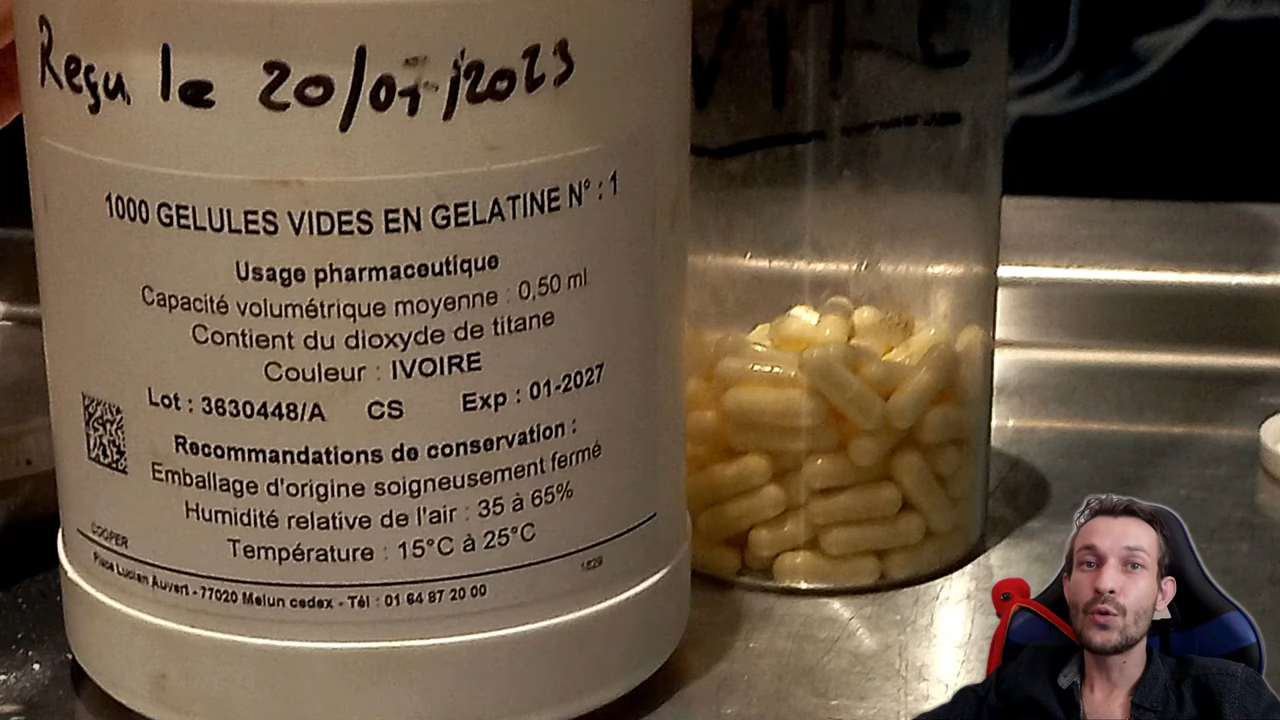 Reçu le 20/07/2023
VIT C
1000 GELULES VIDES EN GELATINE N° : 1
Usage pharmaceutique
Capacité volumétrique moyenne : 0,50 ml
Contient du dioxyde de titane
Couleur : IVOIRE
Lot : 3630448/A CS Exp : 01-2027
Recommandations de conservation :
Emballage d'origine soigneusement fermé
Humidité relative de l'air : 35 à 65%
Température : 15°C à 25°C
COOPER
Place Lucien Auvert - 77020 Melun cedex - Tél : 01 64 87 20 00
1829